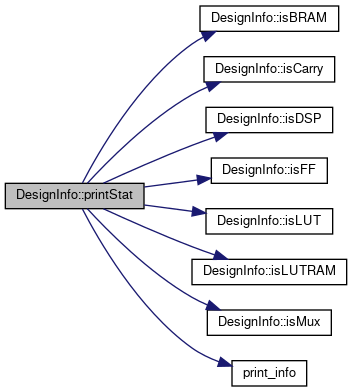 DesignInfo::isBRAM
DesignInfo::isCarry
DesignInfo::isDSP
DesignInfo::isFF
DesignInfo::printStat
DesignInfo::isLUT
DesignInfo::isLUTRAM
DesignInfo::isMux
print_info